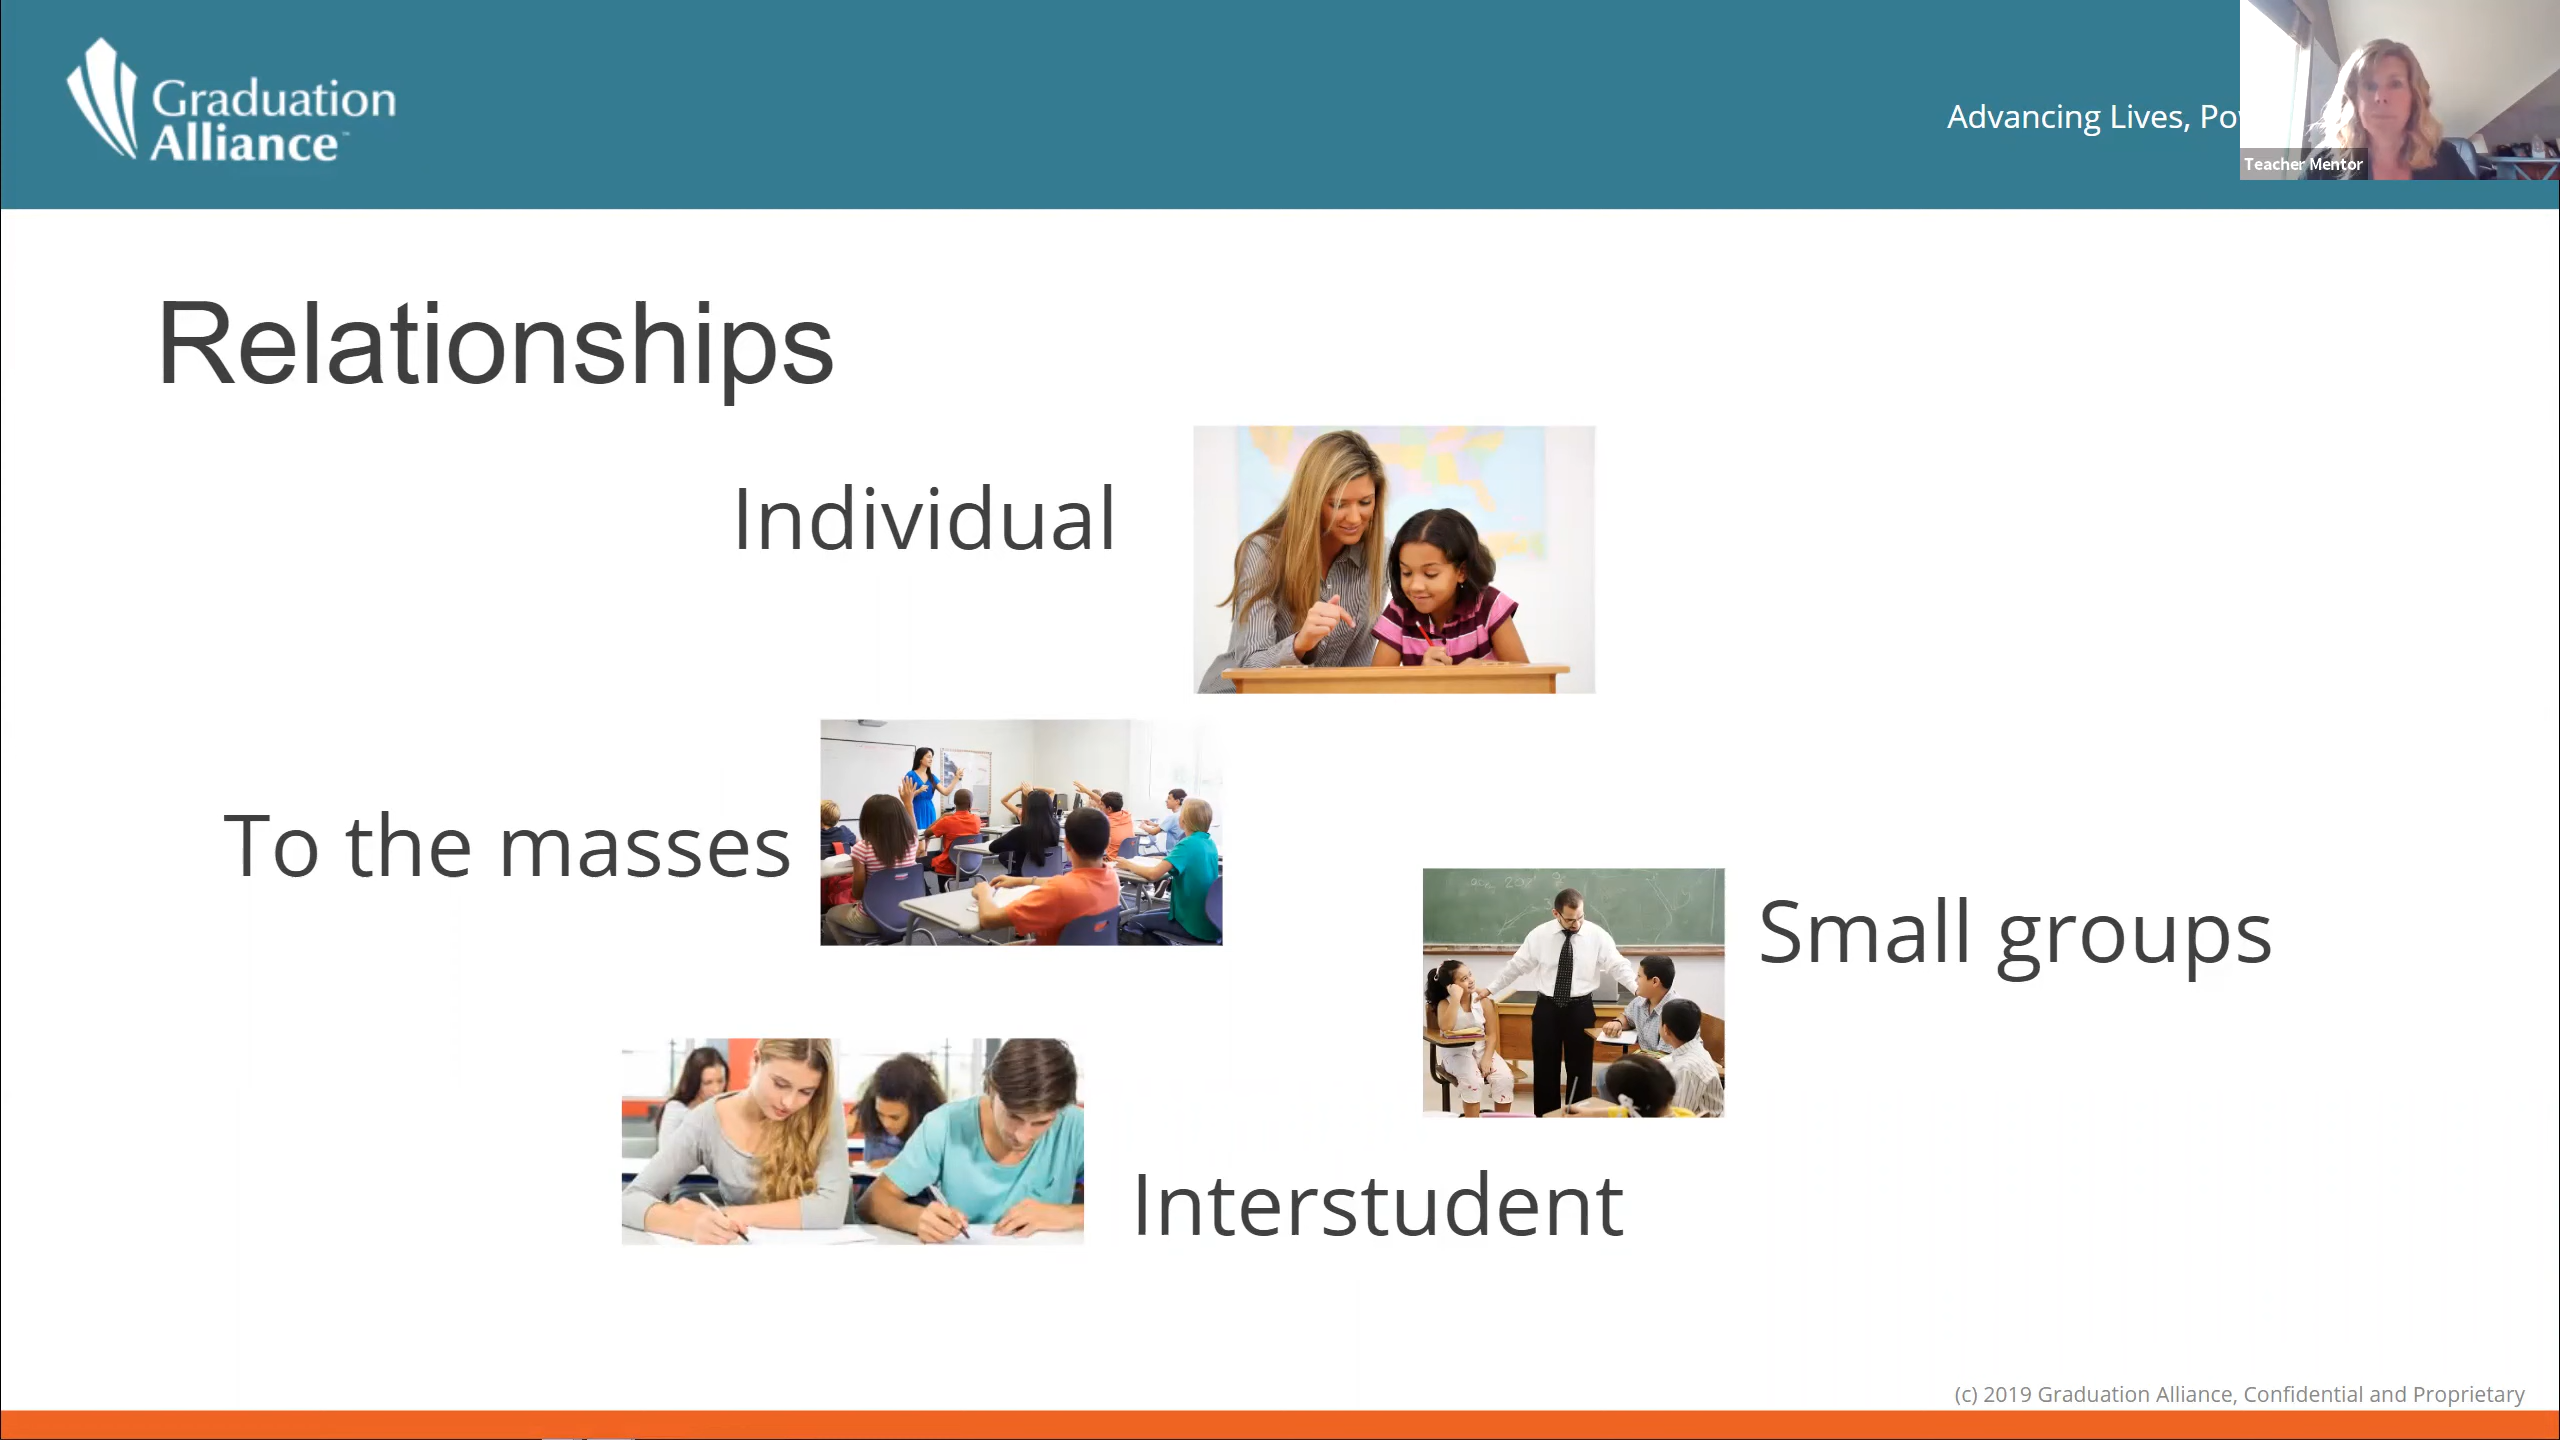 Graduation
Alliance™
Advancing Lives, Po
Teacher Mentor
Relationships
Individual
To the masses
Small groups
Interstudent
(c) 2019 Graduation Alliance, Confidential and Proprietary